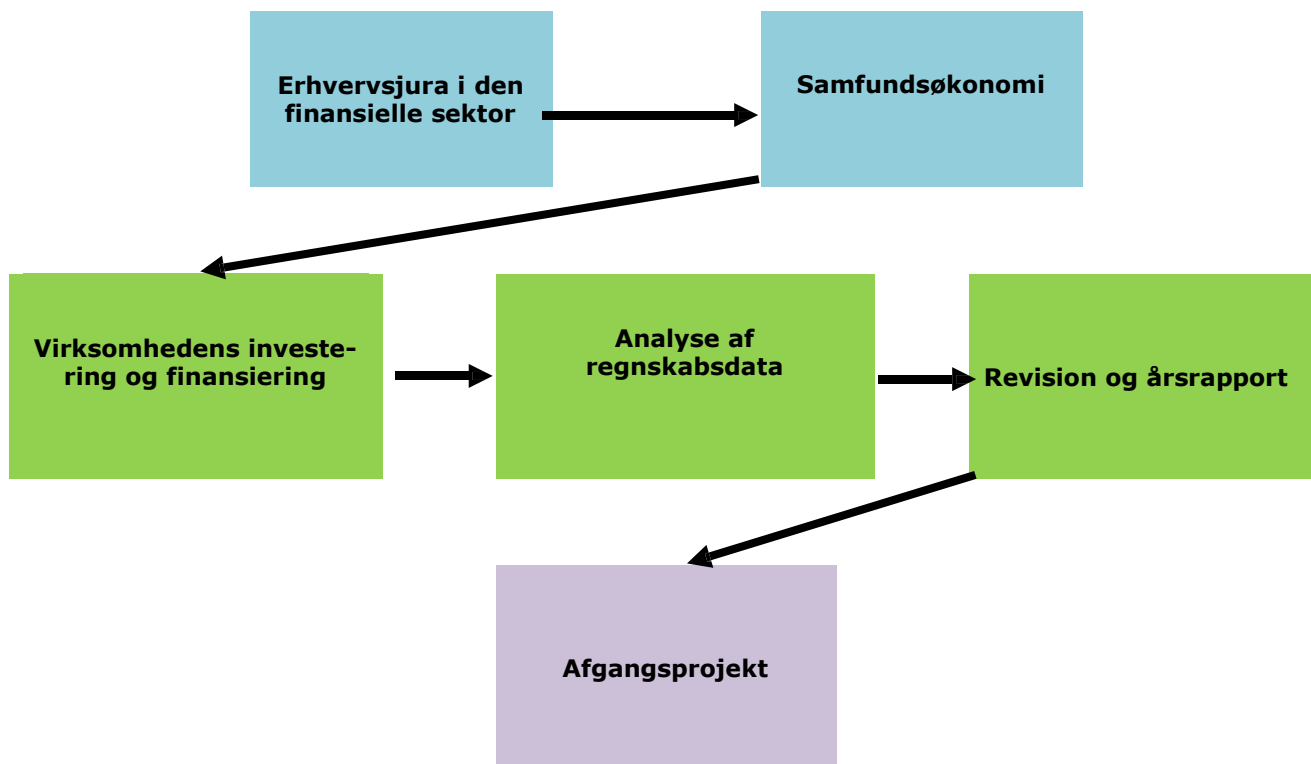 Erhvervsjura i den
finansielle sektor
Samfundsøkonomi
Virksomhedens investe-
ring og finansiering
Analyse af
regnskabsdata
Revision og årsrapport
Afgangsprojekt